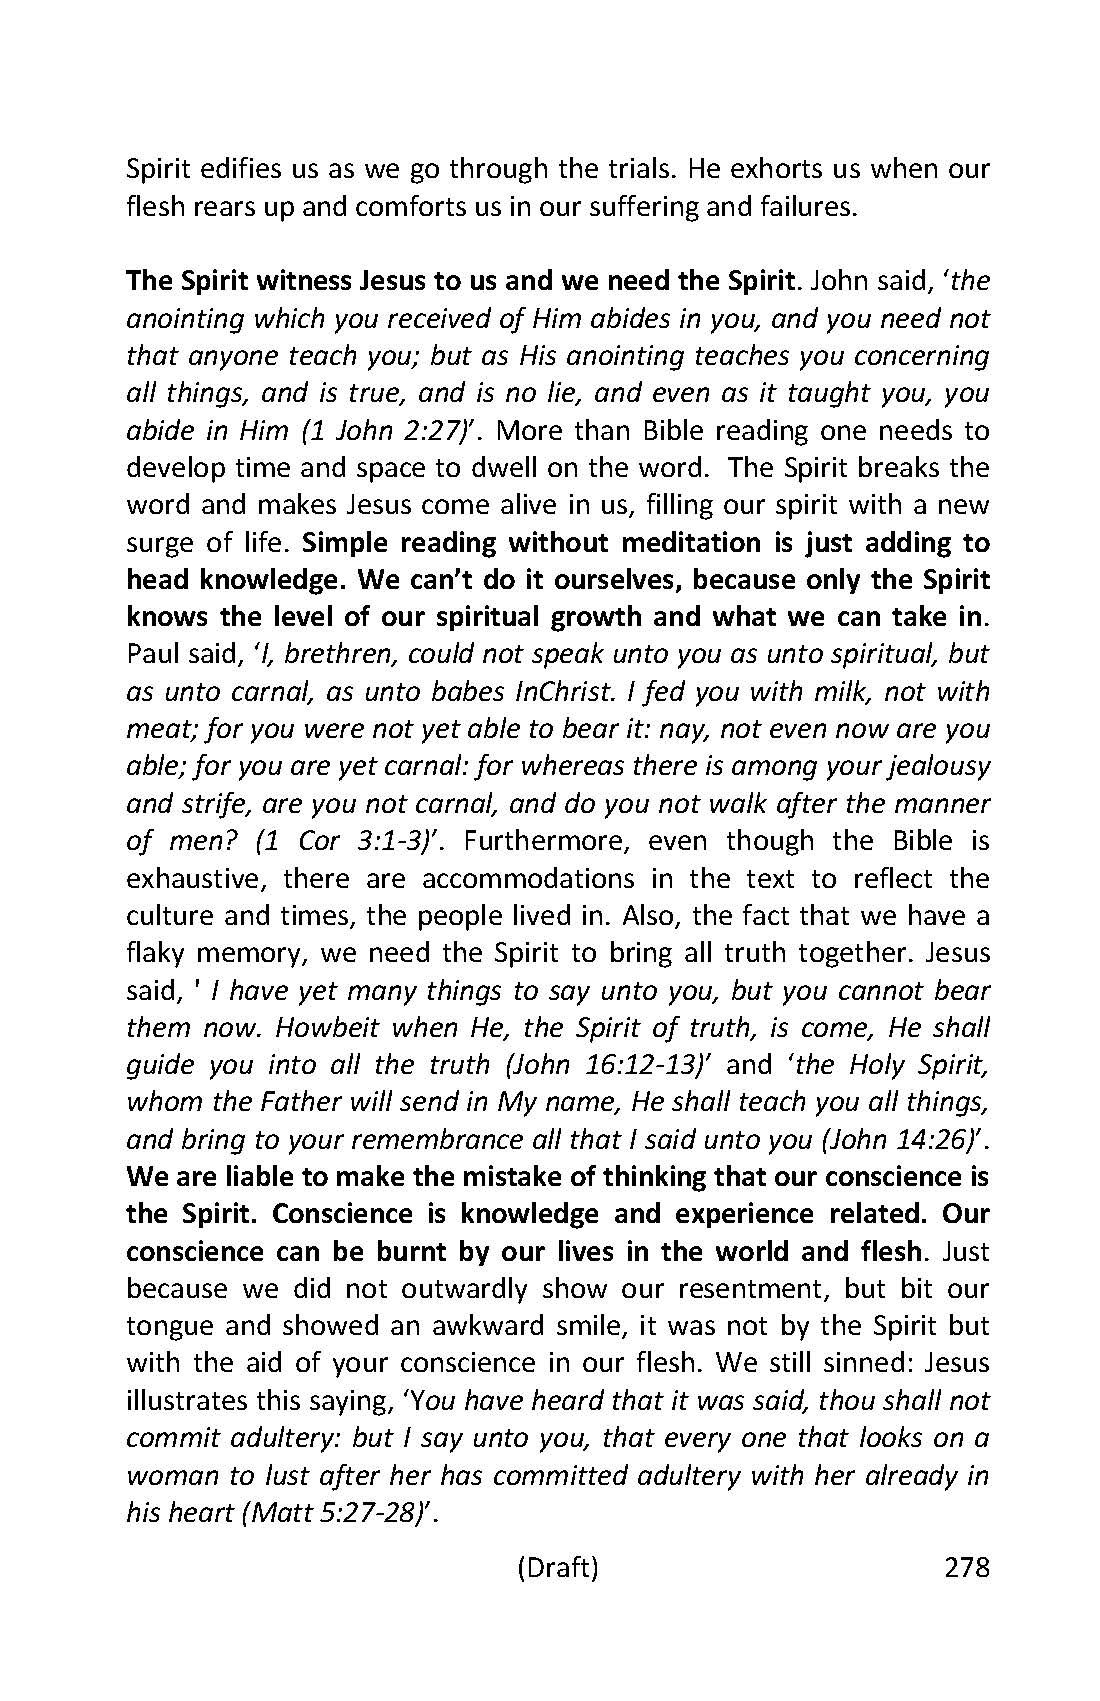 Spirit edifies us as we go through the trials. He exhorts us when our
flesh rears up and comforts us in our suffering and failures.
The Spirit witness Jesus to us and we need the Spirit. John said, ‘the
anointing which you received of Him abides in you, and you need not
that anyone teach you; but as His anointing teaches you concerning
all things, and is true, and is no lie, and even as it taught you, you
abide in Him (1 John 2:27)’. More than Bible reading one needs to
develop time and space to dwell on the word. The Spirit breaks the
word and makes Jesus come alive in us, filling our spirit with a new
surge of life. Simple reading without meditation is just adding to
head knowledge. We can’t do it ourselves, because only the Spirit
knows the level of our spiritual growth and what we can take in.
Paul said, ‘I, brethren, could not speak unto you as unto spiritual, but
as unto carnal, as unto babes InChrist. I fed you with milk, not with
meat; for you were not yet able to bear it: nay, not even now are you
able; for you are yet carnal: for whereas there is among your jealousy
and strife, are you not carnal, and do you not walk after the manner
of men? (1 Cor 3:1-3)’. Furthermore, even though the Bible is
exhaustive, there are accommodations in the text to reflect the
culture and times, the people lived in. Also, the fact that we have a
flaky memory, we need the Spirit to bring all truth together. Jesus
said, ' I have yet many things to say unto you, but you cannot bear
them now. Howbeit when He, the Spirit of truth, is come, He shall
guide you into all the truth (John 16:12-13)’ and ‘the Holy Spirit,
whom the Father will send in My name, He shall teach you all things,
and bring to your remembrance all that I said unto you (John 14:26)’.
We are liable to make the mistake of thinking that our conscience is
the Spirit. Conscience is knowledge and experience related. Our
conscience can be burnt by our lives in the world and flesh. Just
because we did not outwardly show our resentment, but bit our
tongue and showed an awkward smile, it was not by the Spirit but
with the aid of your conscience in our flesh. We still sinned: Jesus
illustrates this saying, ‘You have heard that it was said, thou shall not
commit adultery: but I say unto you, that every one that looks on a
woman to lust after her has committed adultery with her already in
his heart (Matt 5:27-28)’.
(Draft) 278